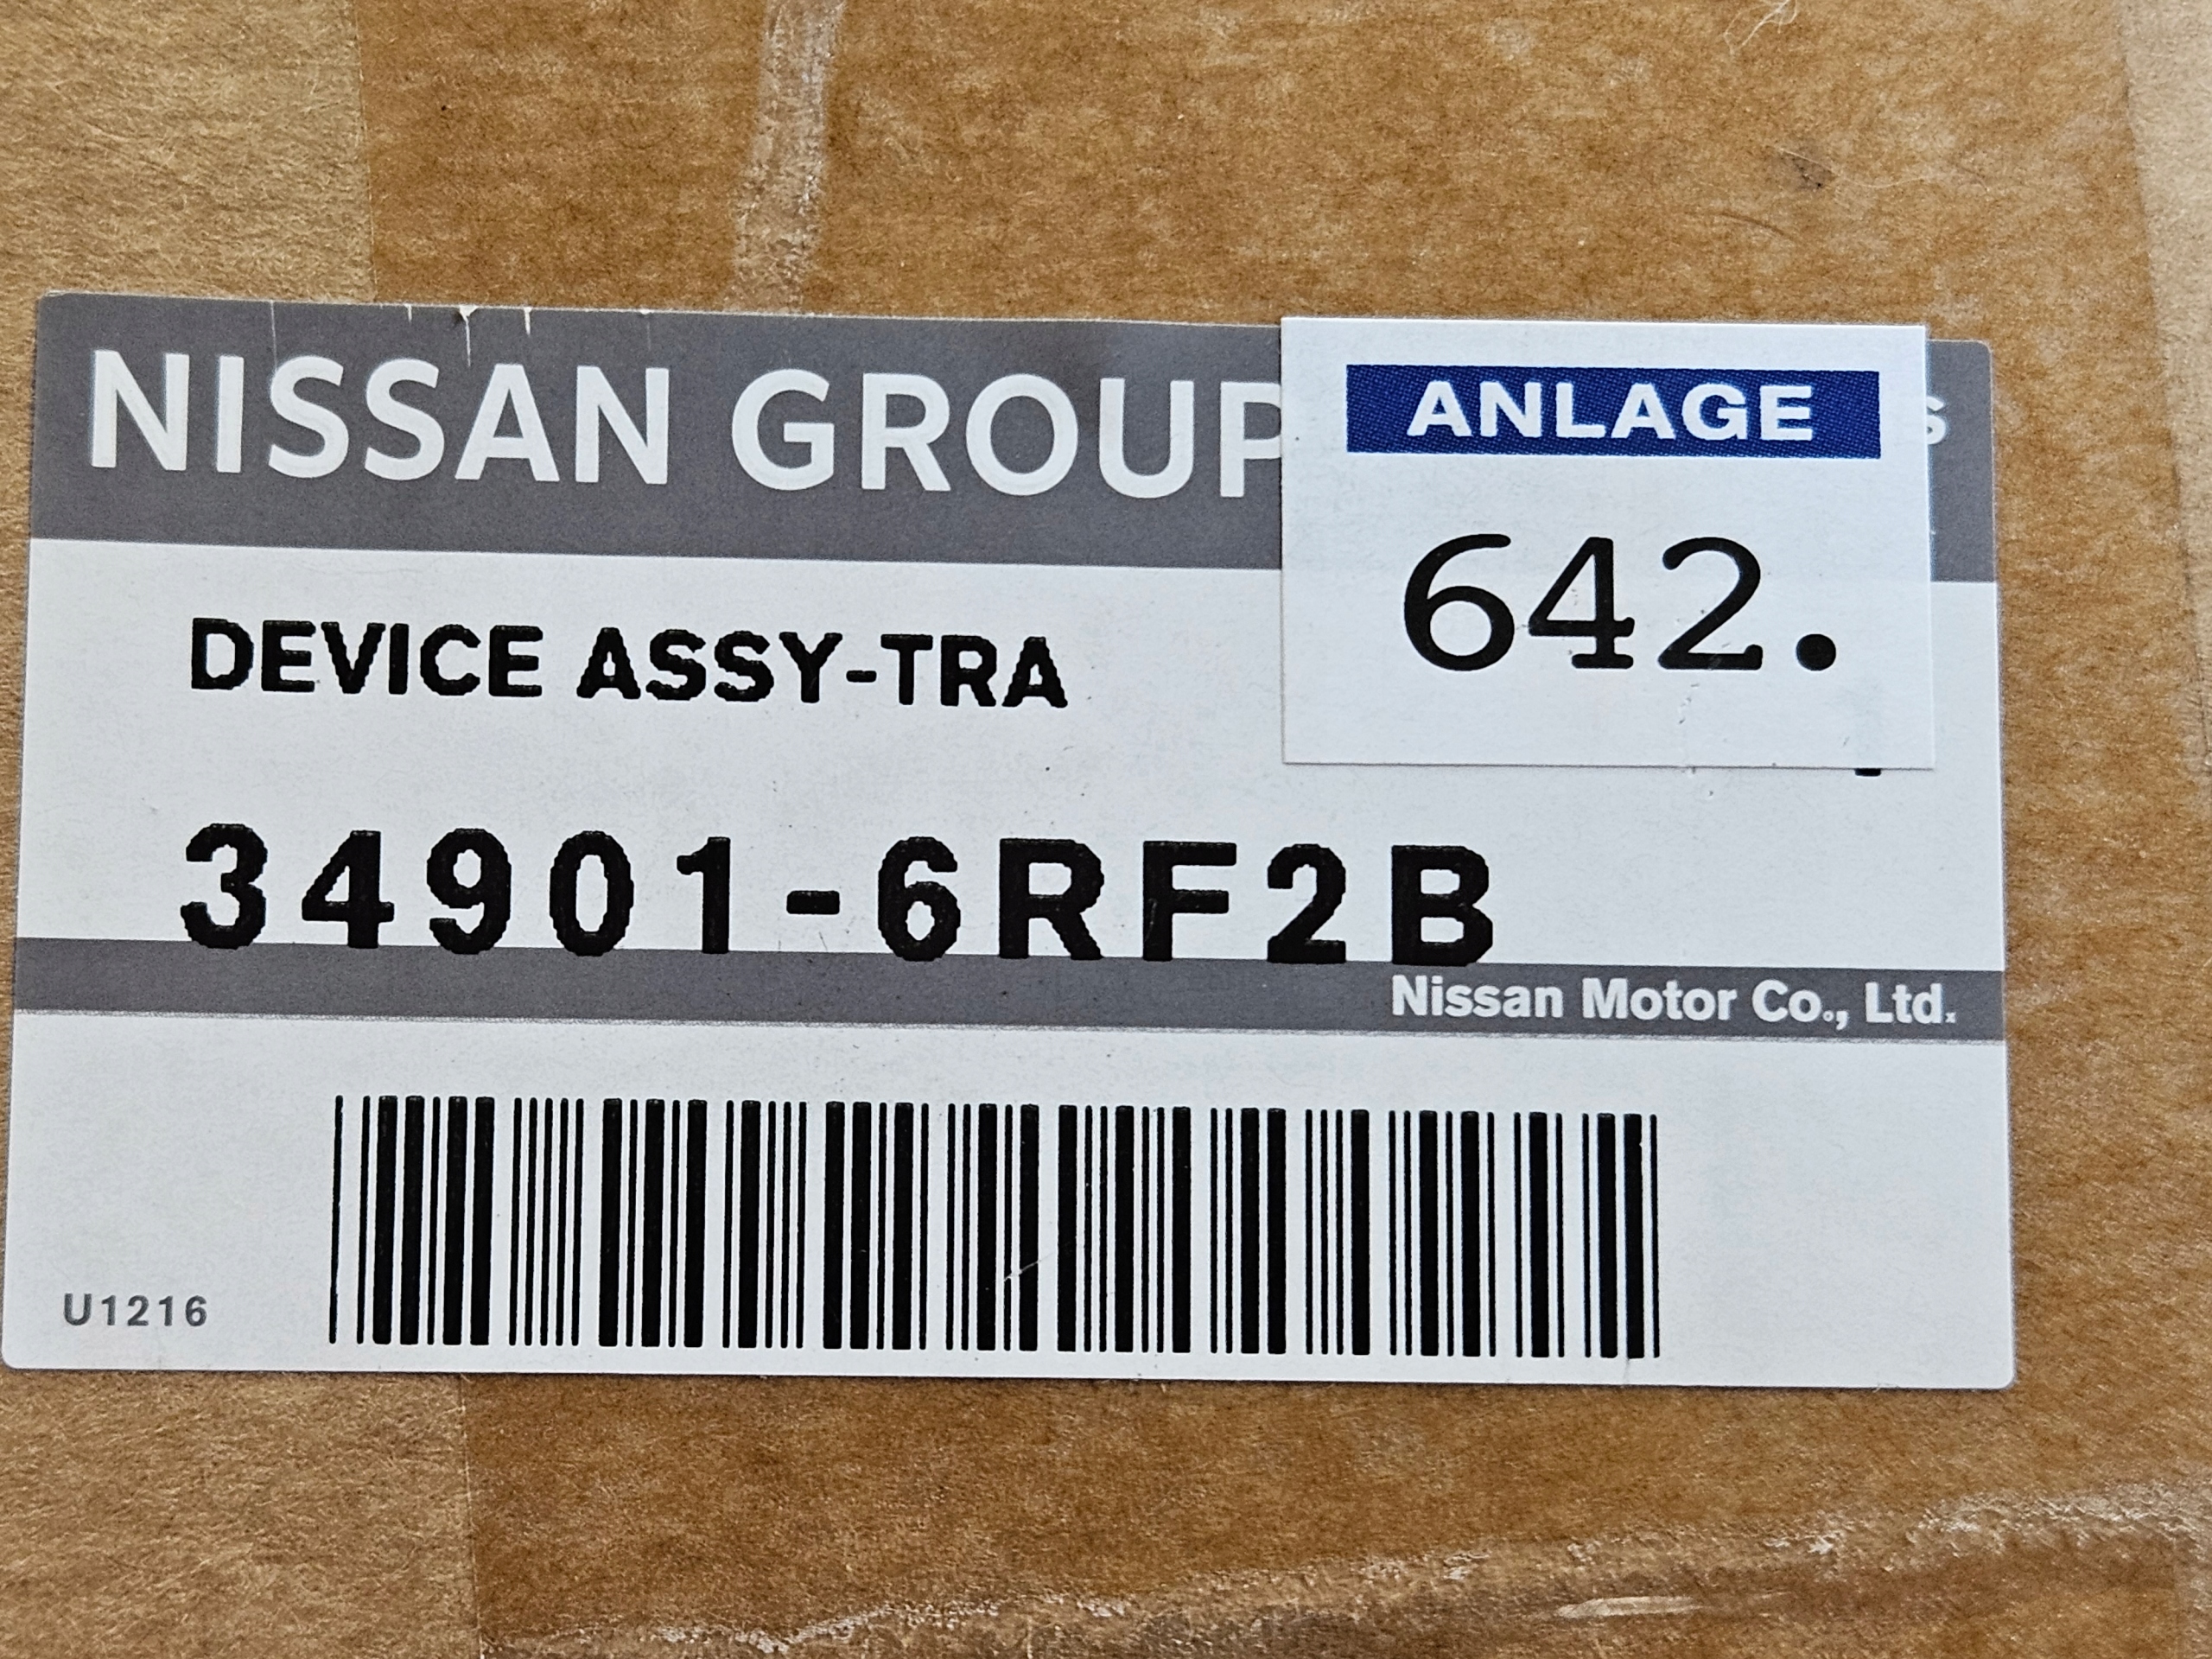 NISSAN GROUP
ANLAGE
642.
DEVICE ASSY-TRA
34901-6RF2B
Nissan Motor Co., Ltd.
U1216